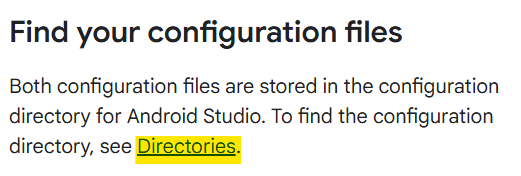 Find your configuration files
Both configuration files are stored in the configuration
directory for Android Studio. To find the configuration
directory, see Directories.